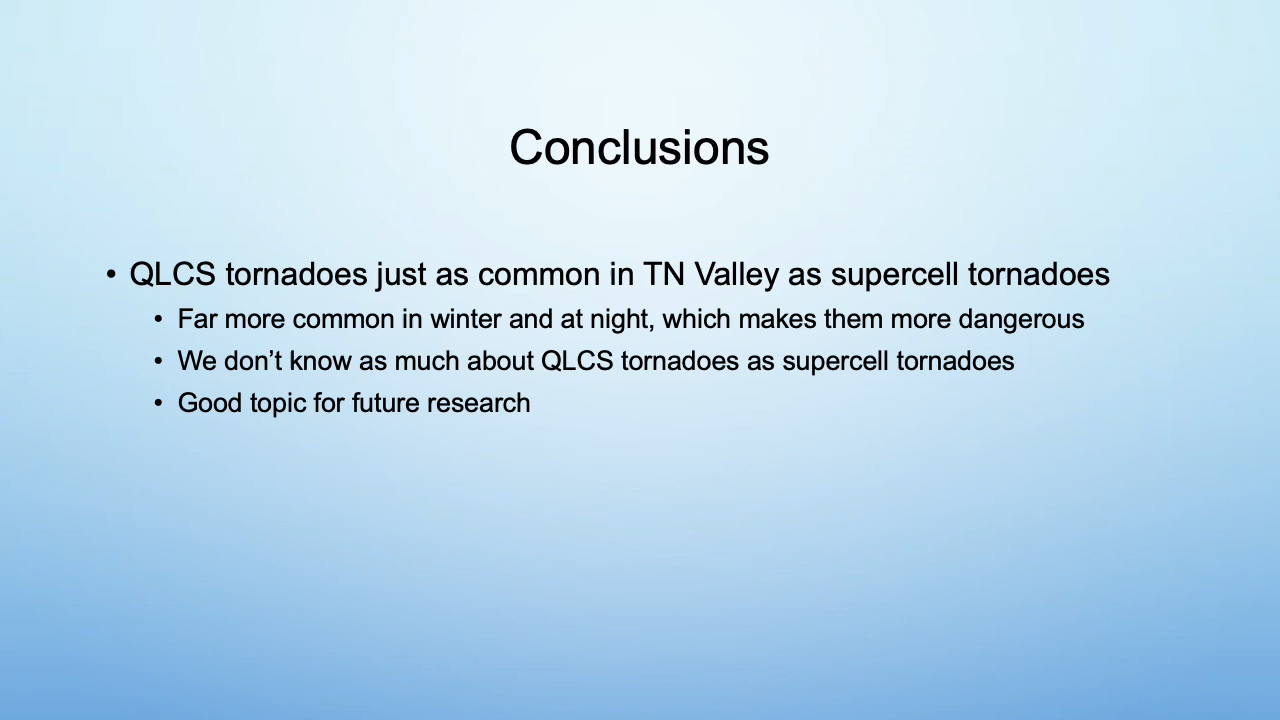 Conclusions
• QLCS tornadoes just as common in TN Valley as supercell tornadoes
• Far more common in winter and at night, which makes them more dangerous
• We don’t know as much about QLCS tornadoes as supercell tornadoes
• Good topic for future research